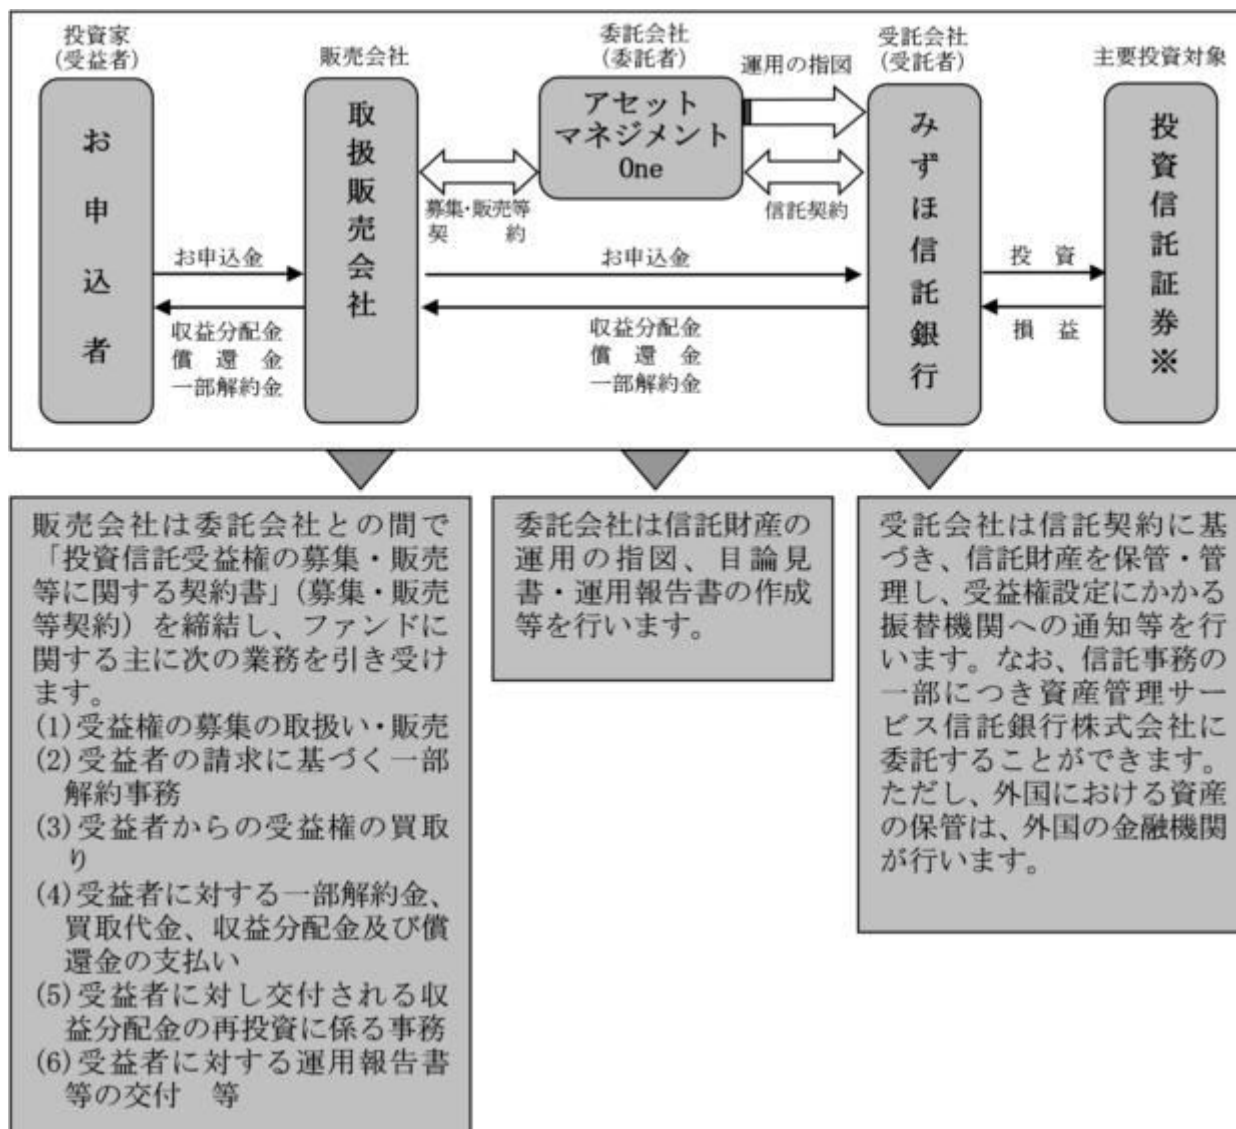 投資家
(受益者)
お申込者
販売会社
取扱販売会社
委託会社
(委託者)
アセット
マネジメント
One
運用の指図
受託会社
(受託者)
みずほ信託銀行
主要投資対象
投資信託証券※
募集・販売等
契　約
信託契約
お申込金
収益分配金
償　還　金
一部解約金
お申込金
収益分配金
償　還　金
一部解約金
投　資
損　益
販売会社は委託会社との間で
「投資信託受益権の募集・販売
等に関する契約書」(募集・販売
等契約) を締結し、ファンドに
関する主に次の業務を引き受け
ます。
(1)受益権の募集の取扱い・販売
(2)受益者の請求に基づく一部
解約事務
(3)受益者からの受益権の買取
り
(4)受益者に対する一部解約金、
買取代金、収益分配金及び償
還金の支払い
(5)受益者に対し交付される収
益分配金の再投資に係る事務
(6)受益者に対する運用報告書
等の交付　等
委託会社は信託財産の
運用の指図、目論見
書・運用報告書の作成
等を行います。
受託会社は信託契約に基
づき、信託財産を保管・管
理し、受益権設定にかかる
振替機関への通知等を行
います。なお、信託事務の
一部につき資産管理サー
ビス信託銀行株式会社に
委託することができます。
ただし、外国における資産
の保管は、外国の金融機関
が行います。